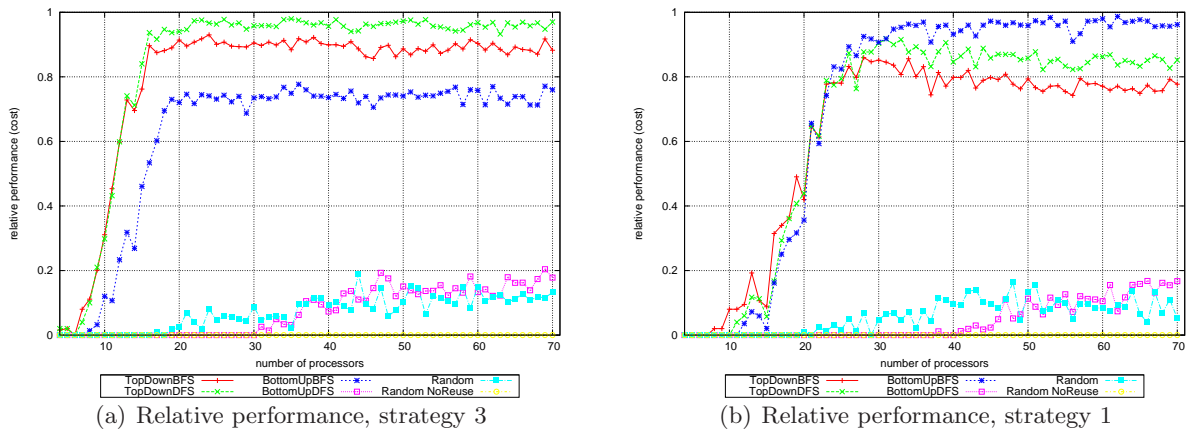 1
0.8
0.6
0.4
0.2
0
relative performance (cost)
10 20 30 40 50 60 70
number of processors
TopDownBFS BottomUpBFS Random
TopDownDFS BottomUpDFS Random NoReuse
(a) Relative performance, strategy 3
1
0.8
0.6
0.4
0.2
0
relative performance (cost)
10 20 30 40 50 60 70
number of processors
TopDownBFS BottomUpBFS Random
TopDownDFS BottomUpDFS Random NoReuse
(b) Relative performance, strategy 1